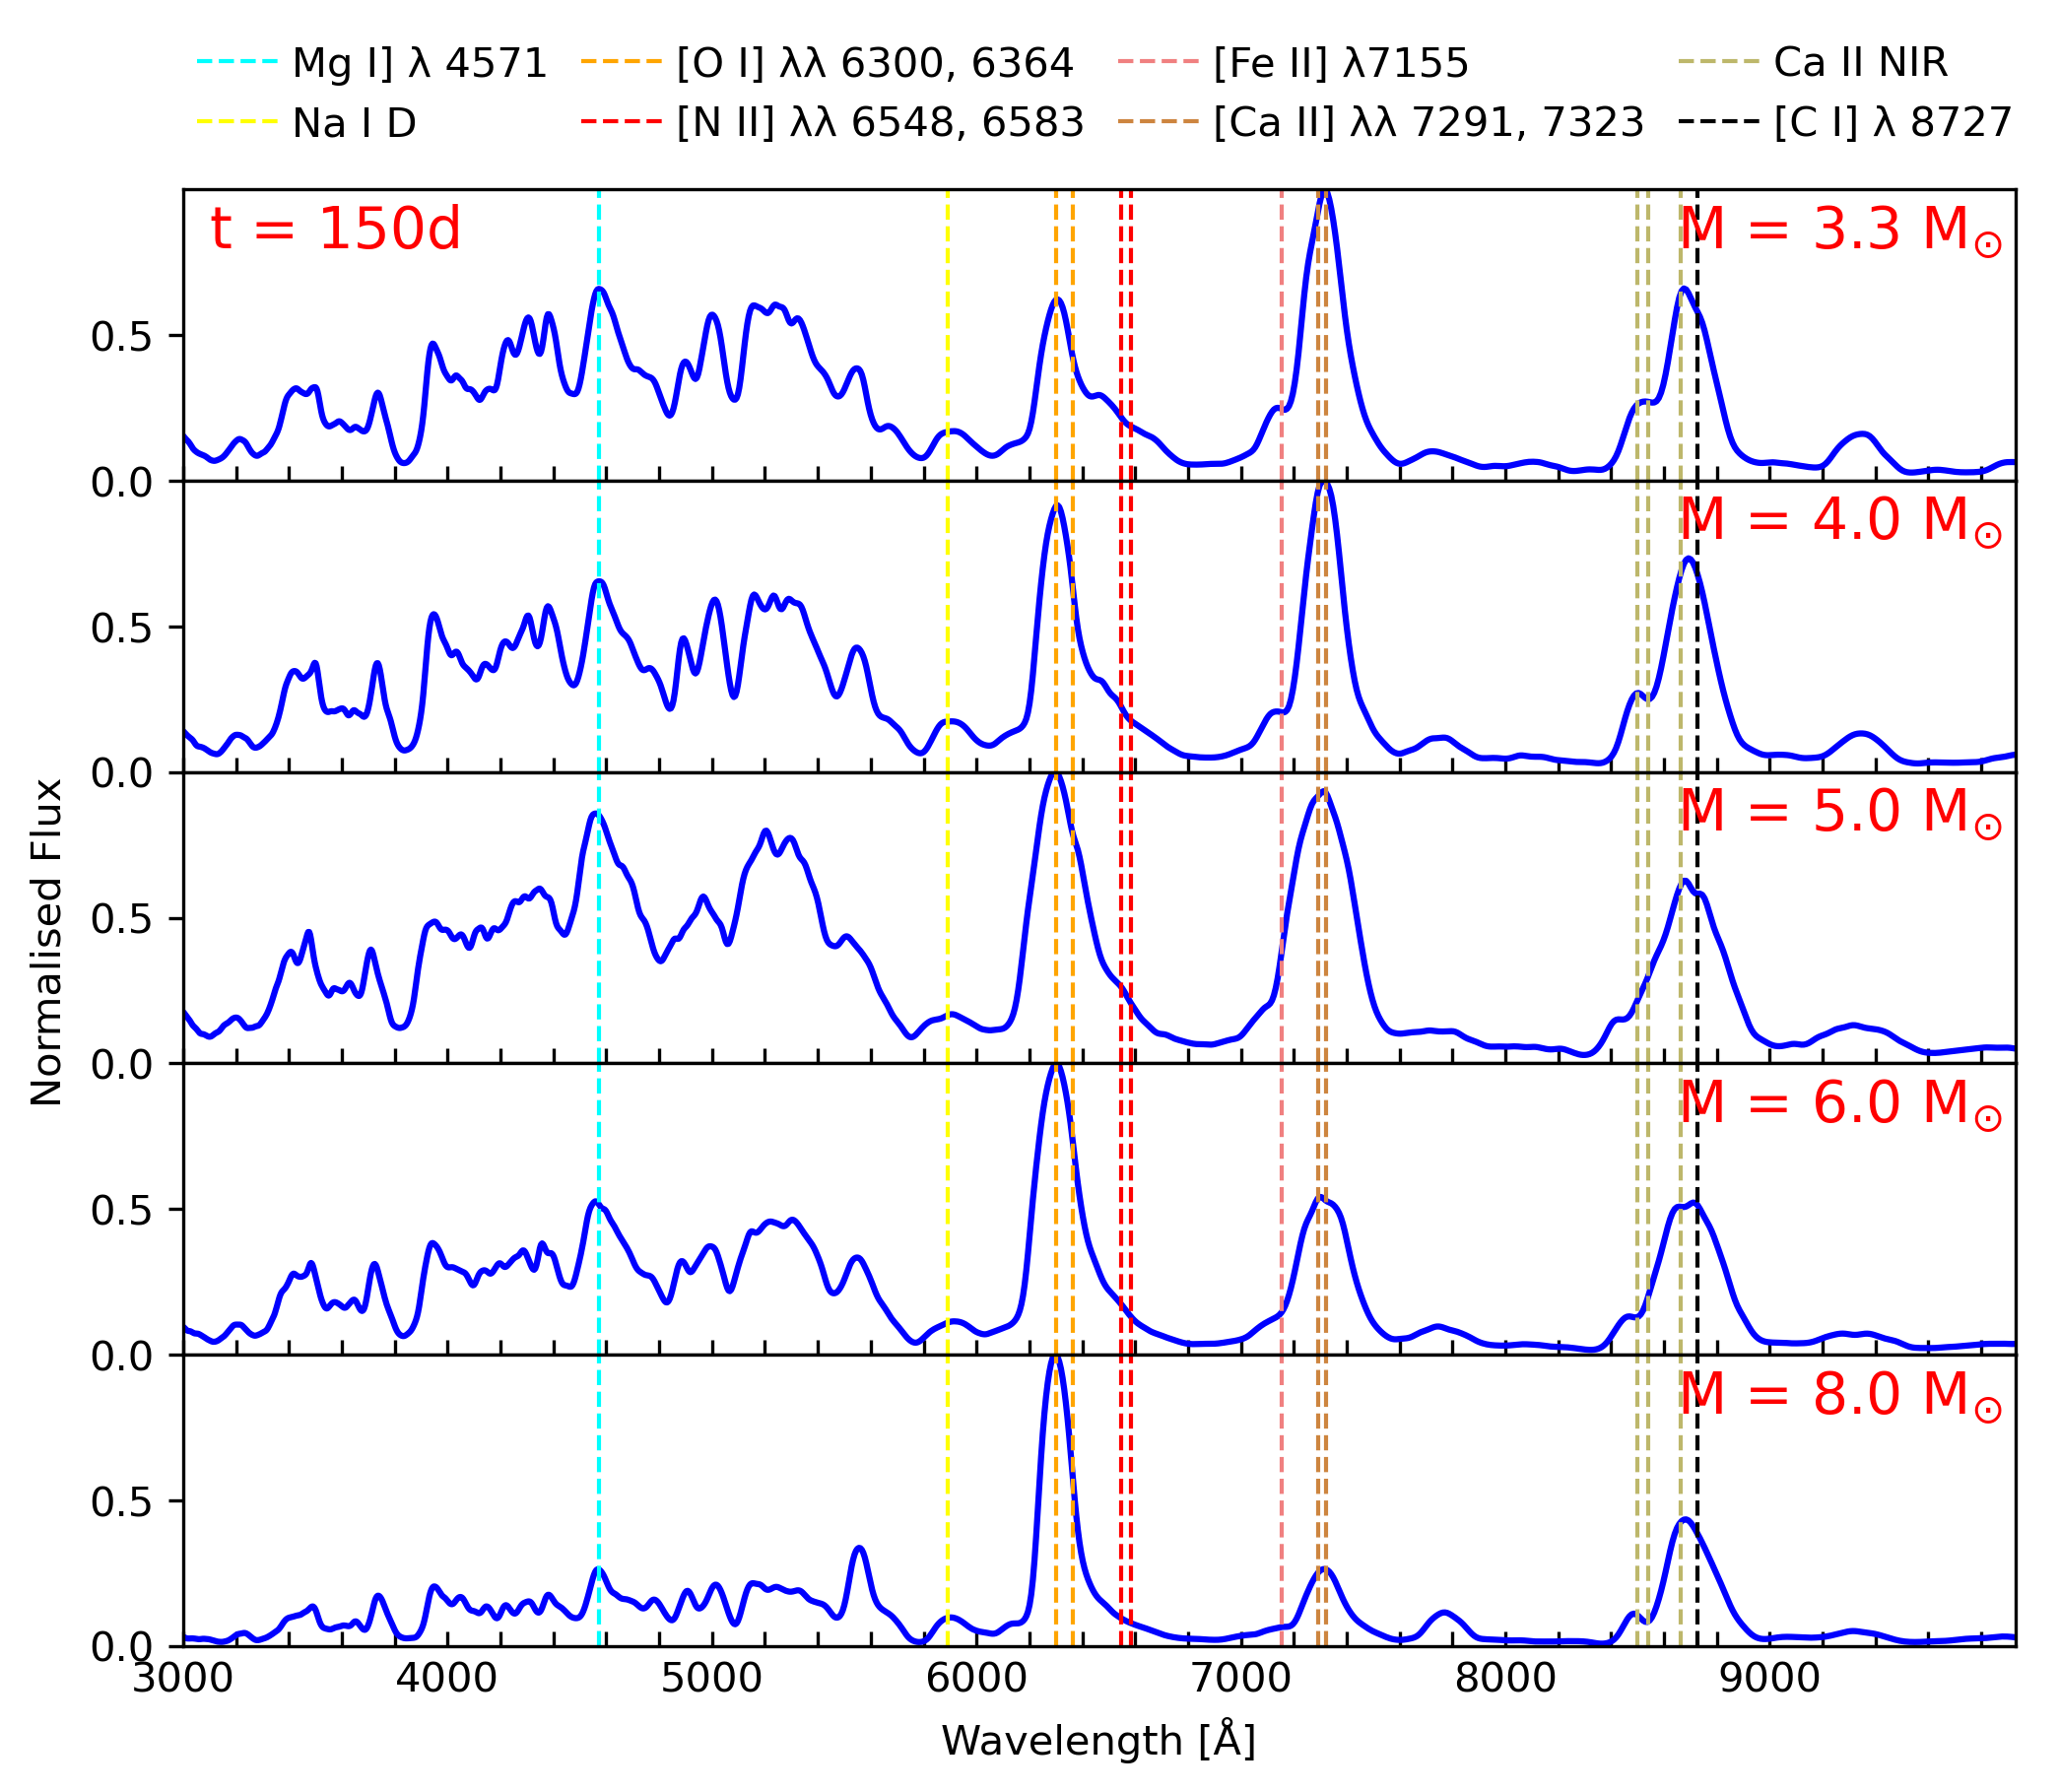 Mg I] λ 4571
[O I] λλ 6300, 6364
[Fe II] λ7155
Ca II NIR
Na I D
[N II] λλ 6548, 6583
[Ca II] λλ 7291, 7323
[C I] λ 8727
t = 150d
M = 3.3 M⊙
0.5
0.0
M = 4.0 M⊙
0.5
0.0
M = 5.0 M⊙
0.5
0.0
M = 6.0 M⊙
0.5
0.0
M = 8.0 M⊙
0.5
0.0
Normalised Flux
3000 4000 5000 6000 7000 8000 9000
Wavelength [Å]